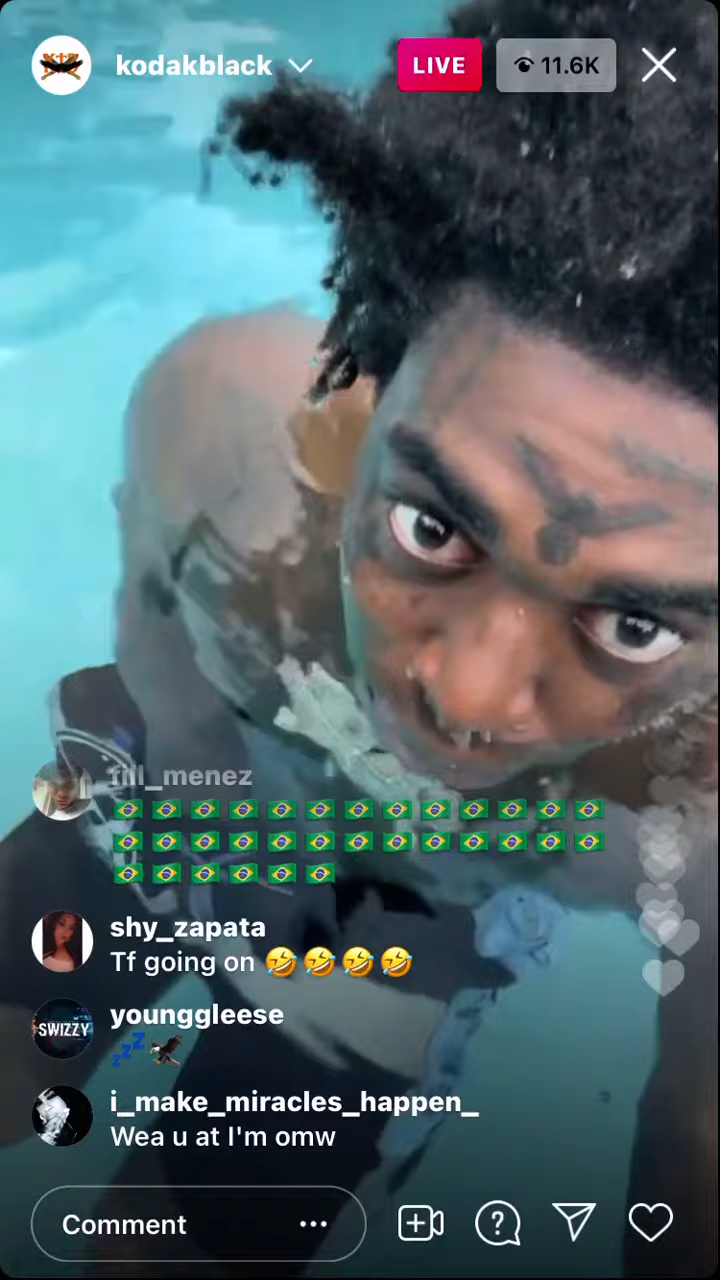 kodakblack
LIVE
11.6K
fill_menez
🇧🇷🇧🇷🇧🇷🇧🇷🇧🇷🇧🇷🇧🇷🇧🇷🇧🇷🇧🇷🇧🇷🇧🇷🇧🇷
🇧🇷🇧🇷🇧🇷🇧🇷🇧🇷🇧🇷🇧🇷🇧🇷🇧🇷🇧🇷🇧🇷🇧🇷🇧🇷
🇧🇷🇧🇷🇧🇷🇧🇷🇧🇷🇧🇷
shy_zapata
Tf going on 🤣🤣🤣🤣
SWIZZY
younggleese
💤🦅
i_make_miracles_happen_
Wea u at I'm omw
Comment